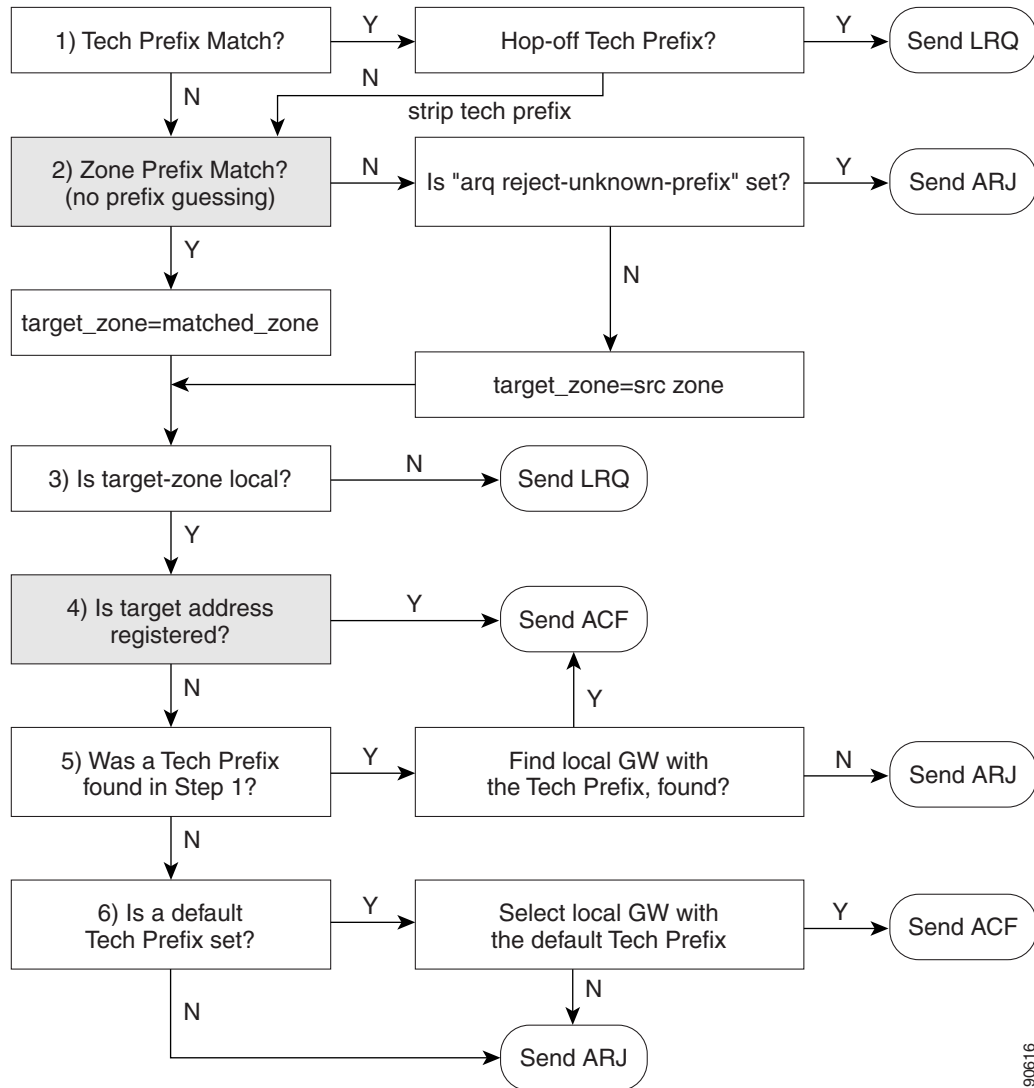 1) Tech Prefix Match?
Y
Hop-off Tech Prefix?
Y
Send LRQ
N
N
strip tech prefix
2) Zone Prefix Match?
(no prefix guessing)
N
Is "arq reject-unknown-prefix" set?
Y
Send ARJ
Y
N
target_zone=matched_zone
target_zone=src zone
3) Is target-zone local?
N
Send LRQ
Y
4) Is target address
registered?
Y
Send ACF
N
Y
5) Was a Tech Prefix
found in Step 1?
Y
Find local GW with
the Tech Prefix, found?
N
Send ARJ
N
6) Is a default
Tech Prefix set?
Y
Select local GW with
the default Tech Prefix
Y
Send ACF
N
N
Send ARJ
90616